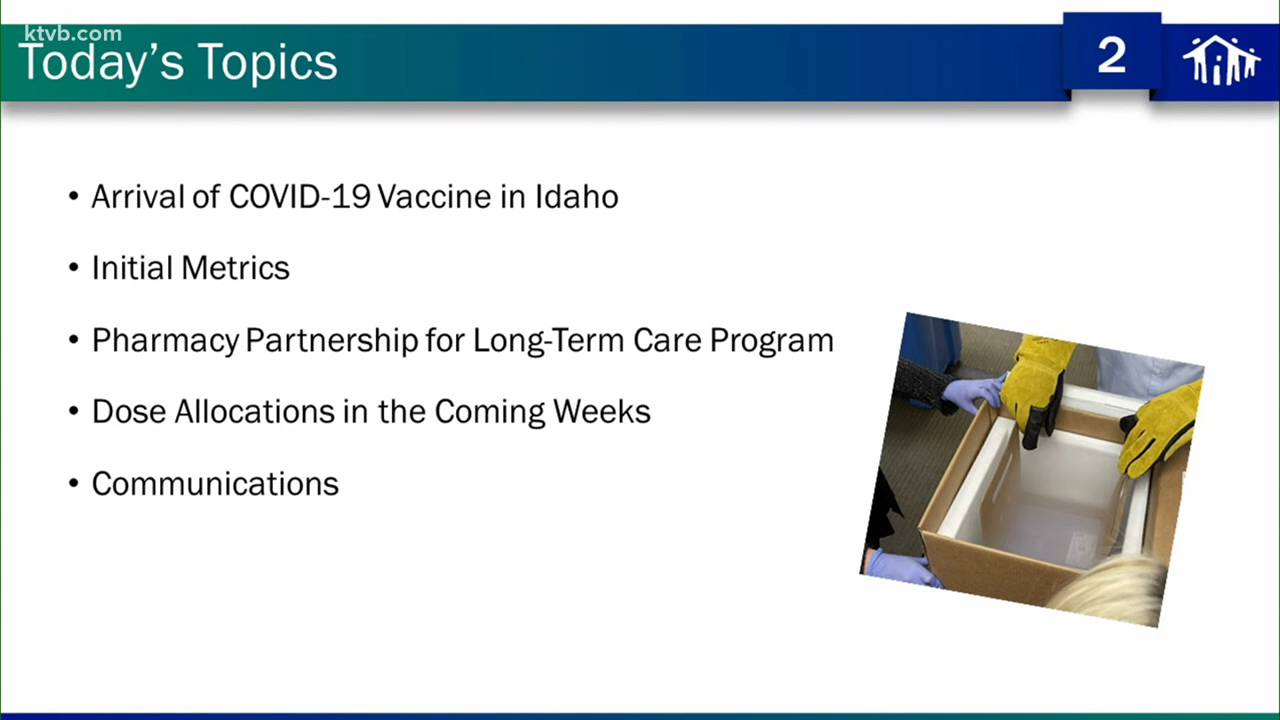 ktvb.com
Today's Topics
2
• Arrival of COVID-19 Vaccine in Idaho
• Initial Metrics
• Pharmacy Partnership for Long-Term Care Program
• Dose Allocations in the Coming Weeks
• Communications